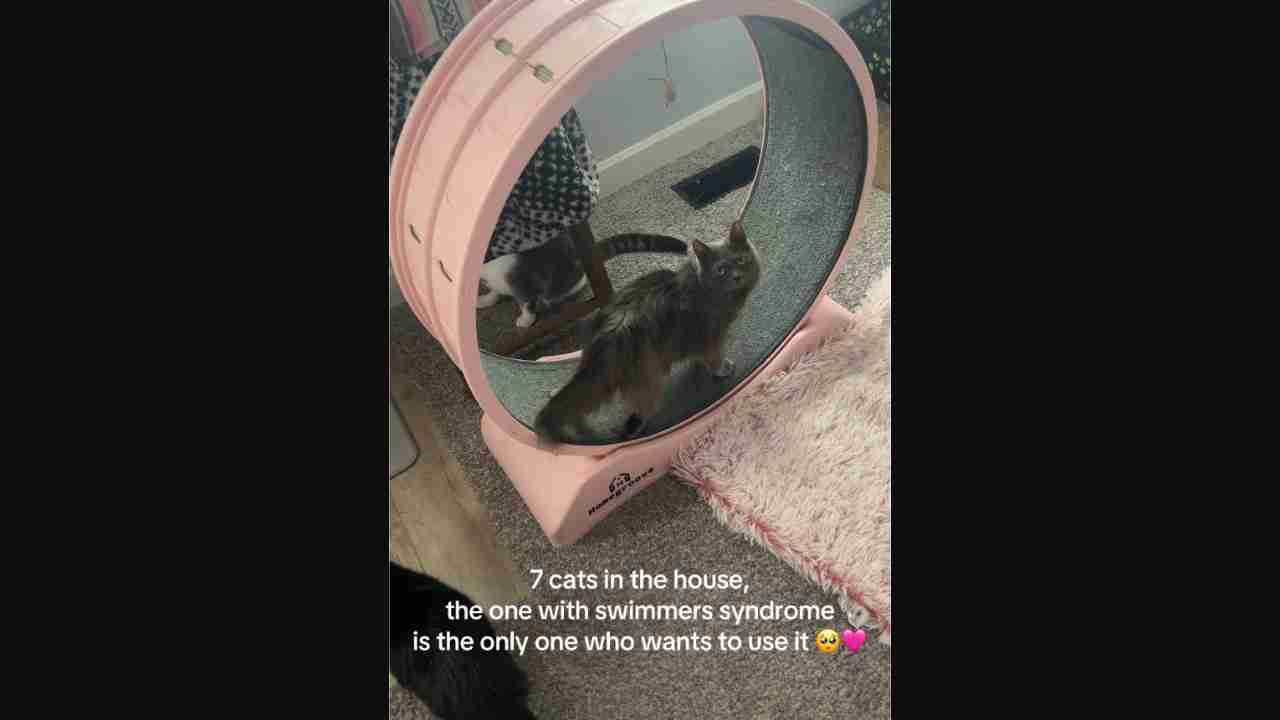 Homegroove
7 cats in the house,
the one with swimmers syndrome
is the only one who wants to use it 🥺💗